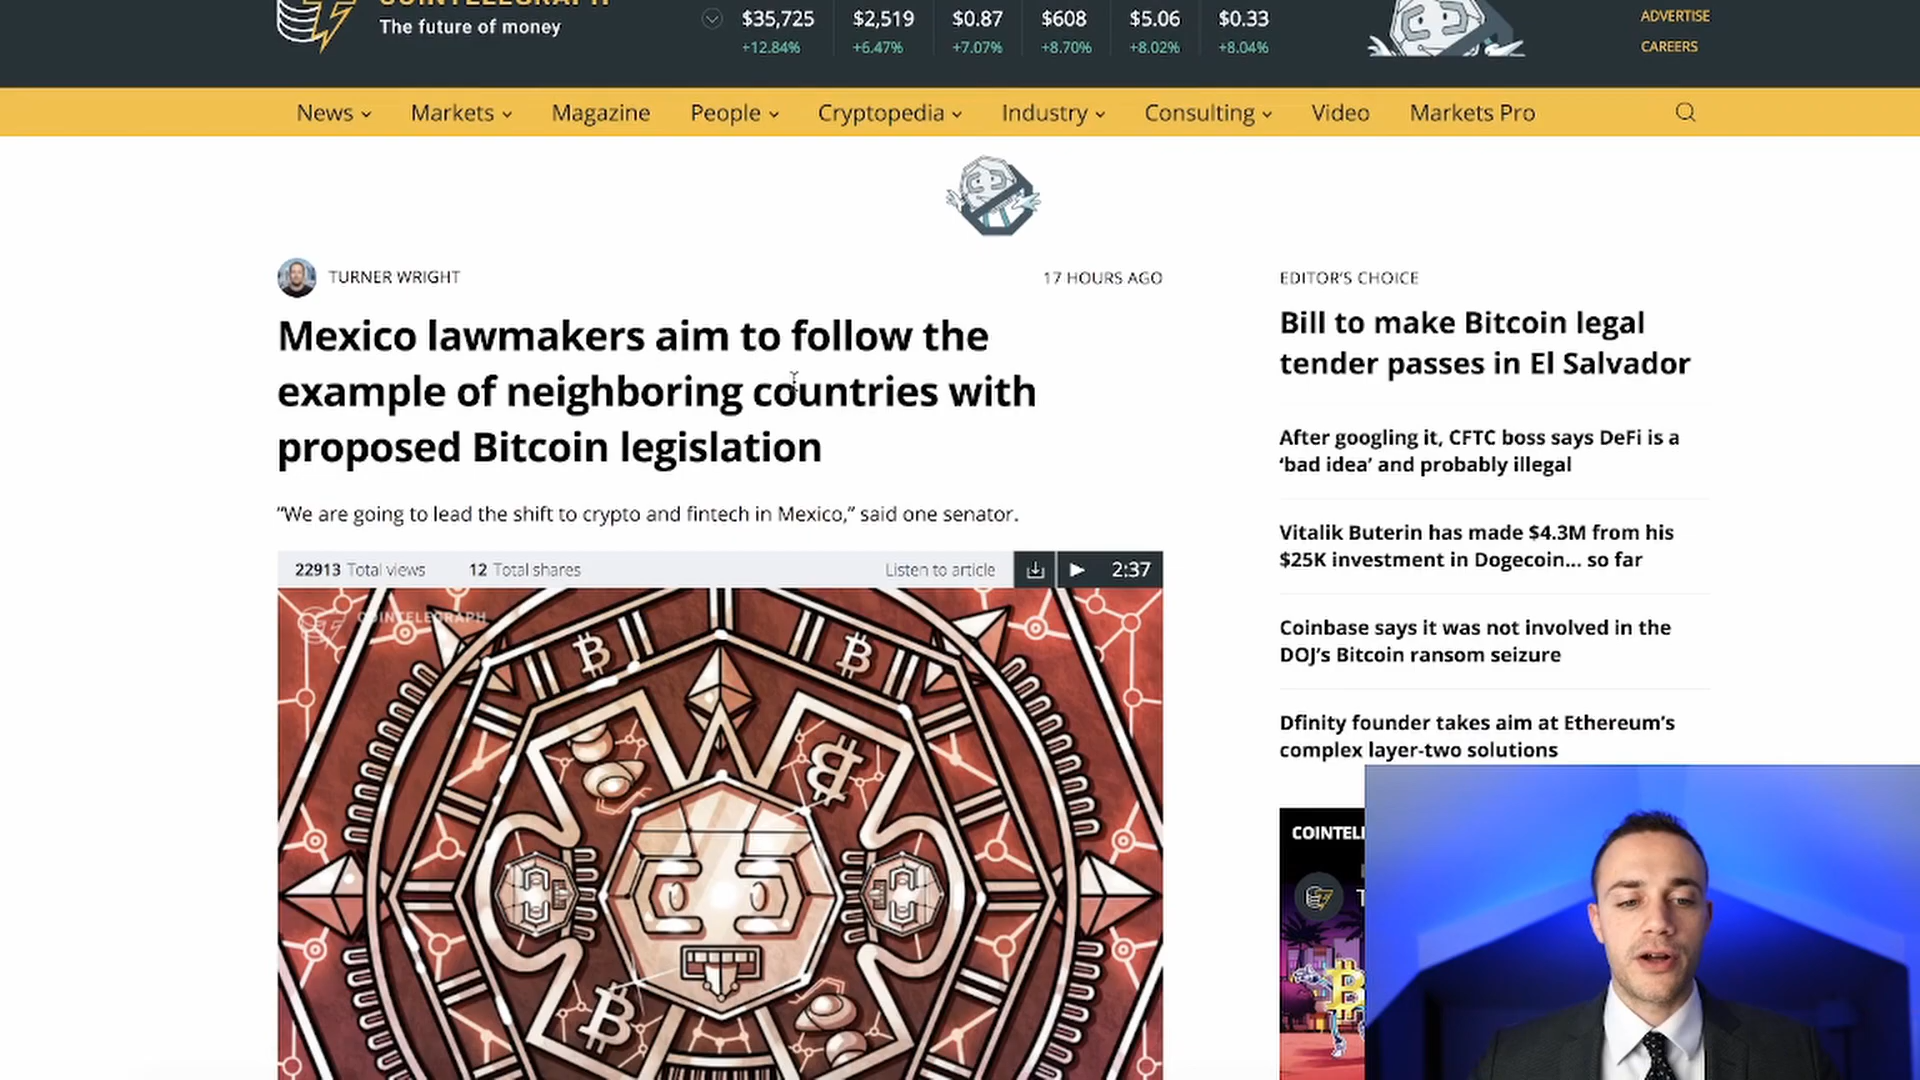 COINTELEGRAPH
The future of money
$35,725 $2,519 $0.87 $608 $5.06 $0.33
+12.84% +6.47% +7.07% +8.70% +8.02% +8.04%
ADVERTISE
CAREERS
News Markets Magazine People Cryptopedia Industry Consulting Video Markets Pro
TURNER WRIGHT
17 HOURS AGO
Mexico lawmakers aim to follow the
example of neighboring countries with
proposed Bitcoin legislation
“We are going to lead the shift to crypto and fintech in Mexico,” said one senator.
22913 Total views 12 Total shares
Listen to article 2:37
COINTELEGRAPH
EDITOR’S CHOICE
Bill to make Bitcoin legal
tender passes in El Salvador
After googling it, CFTC boss says DeFi is a
‘bad idea’ and probably illegal
Vitalik Buterin has made $4.3M from his
$25K investment in Dogecoin... so far
Coinbase says it was not involved in the
DOJ’s Bitcoin ransom seizure
Dfinity founder takes aim at Ethereum’s
complex layer-two solutions